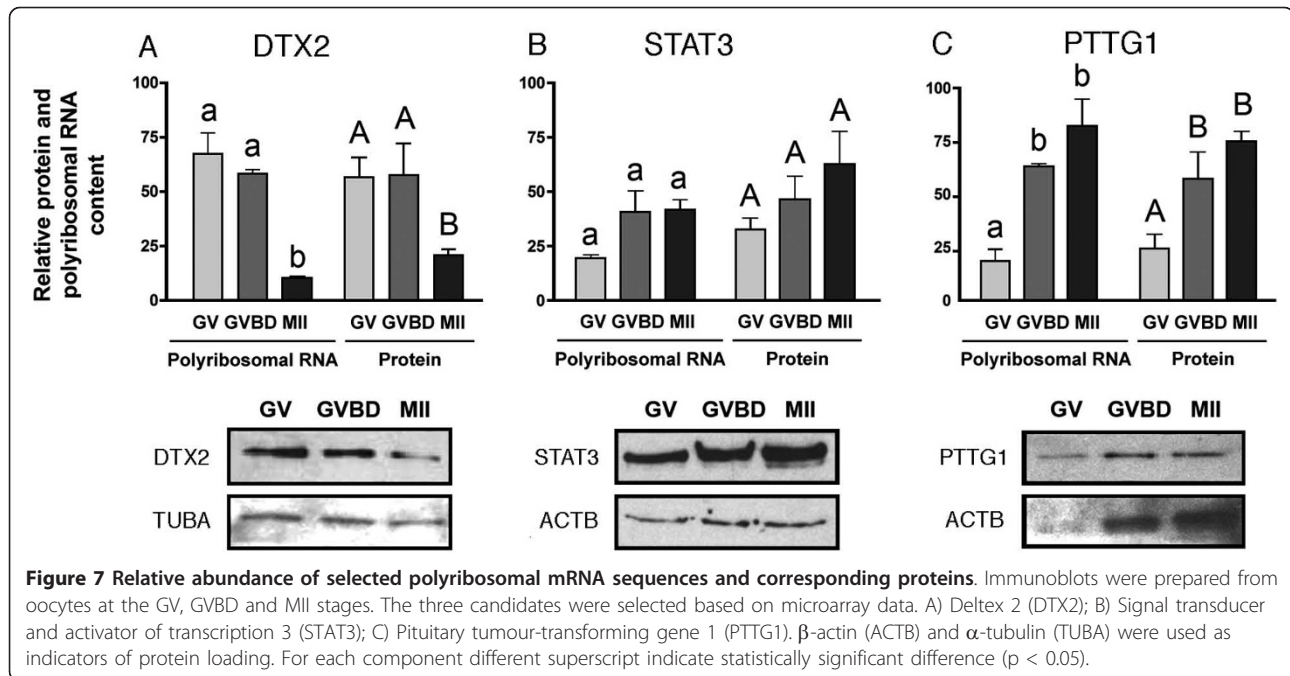 A DTX2
B STAT3
C PTTG1
Relative protein and
polyribosomal RNA
content
100
75
50
25
0
a
a
b
A
A
B
GV GVBD MII
GV GVBD MII
Polyribosomal RNA
Protein
100
75
50
25
0
a
a
a
A
A
A
GV GVBD MII
GV GVBD MII
Polyribosomal RNA
Protein
100
75
50
25
0
a
b
b
A
B
B
GV GVBD MII
GV GVBD MII
Polyribosomal RNA
Protein
GV GVBD MII
DTX2
TUBA
GV GVBD MII
STAT3
ACTB
GV GVBD MII
PTTG1
ACTB
Figure 7 Relative abundance of selected polyribosomal mRNA sequences and corresponding proteins. Immunoblots were prepared from
oocytes at the GV, GVBD and MII stages. The three candidates were selected based on microarray data. A) Deltex 2 (DTX2); B) Signal transducer
and activator of transcription 3 (STAT3); C) Pituitary tumour-transforming gene 1 (PTTG1). β-actin (ACTB) and α-tubulin (TUBA) were used as
indicators of protein loading. For each component different superscript indicate statistically significant difference (p < 0.05).